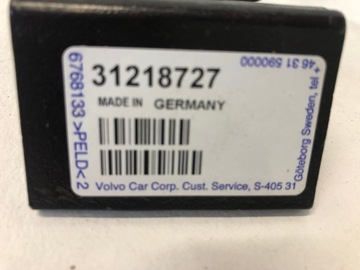 31218727
MADE IN GERMANY
Volvo Car Corp. Cust. Service, S-405 31
Göteborg Sweden, tel
+46 31 590000
6768133 >PELD<2